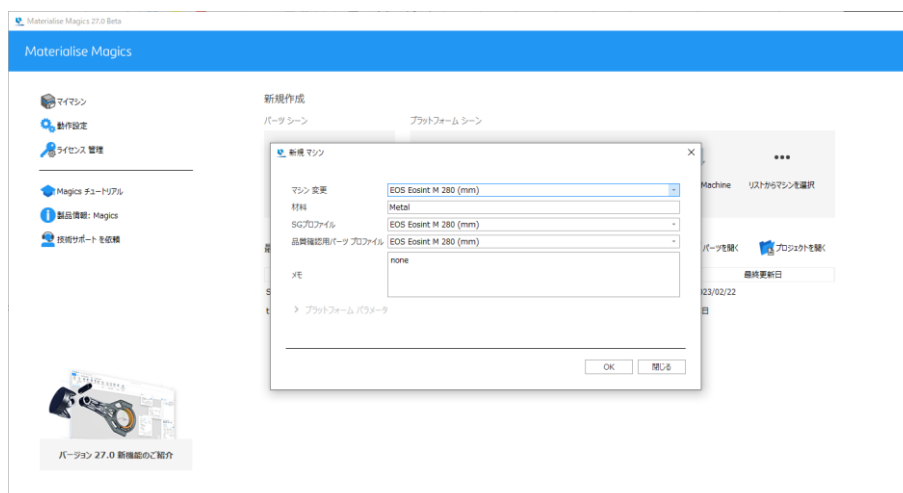 Materialise Magics 27.0 Beta
Materialise Magics
マイマシン
動作設定
ライセンス 管理
Magics チュートリアル
製品情報: Magics
技術サポート を依頼
バージョン 27.0 新機能のご紹介
新規作成
パーツ シーン
プラットフォーム シーン
Machine
リストからマシンを選択
パーツを開く
プロジェクトを開く
最終更新日
023/02/22
日
新規 マシン
マシン 変更
EOS Eosint M 280 (mm)
材料
Metal
SGプロファイル
EOS Eosint M 280 (mm)
品質確認用パーツ プロファイル
EOS Eosint M 280 (mm)
メモ
none
プラットフォーム パラメータ
OK
閉じる